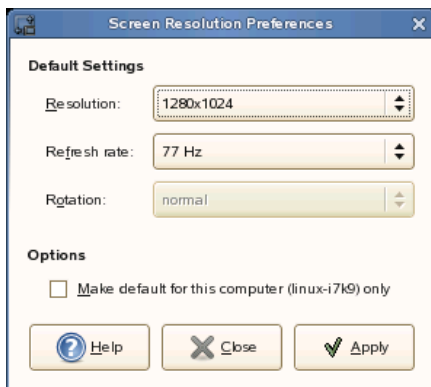 Screen Resolution Preferences
Default Settings
Resolution: 1280x1024
Refresh rate: 77 Hz
Rotation: normal
Options
Make default for this computer (linux-i7k9) only
Help Close Apply